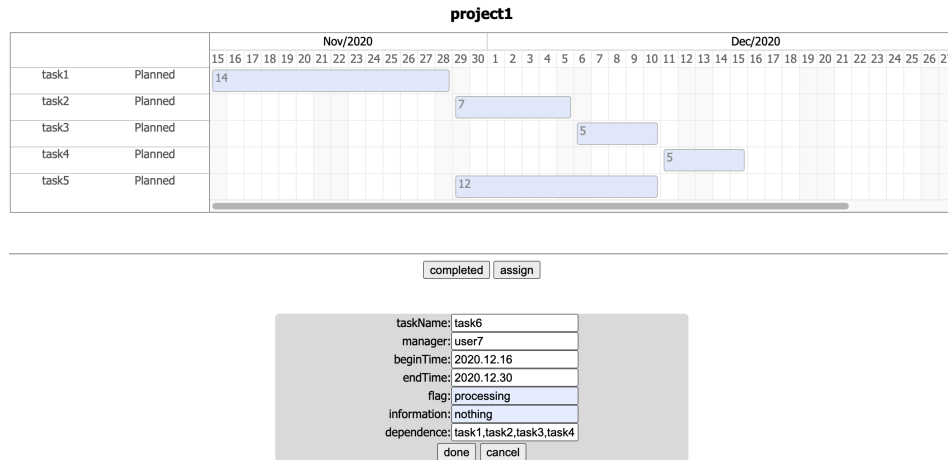 project1
Nov/2020 Dec/2020
15 16 17 18 19 20 21 22 23 24 25 26 27 28 29 30 1 2 3 4 5 6 7 8 9 10 11 12 13 14 15 16 17 18 19 20 21 22 23 24 25 26
task1 Planned 14
task2 Planned 7
task3 Planned 5
task4 Planned 5
task5 Planned 12
completed assign
taskName: task6
manager: user7
beginTime: 2020.12.16
endTime: 2020.12.30
flag: processing
information: nothing
dependence: task1,task2,task3,task4
done cancel